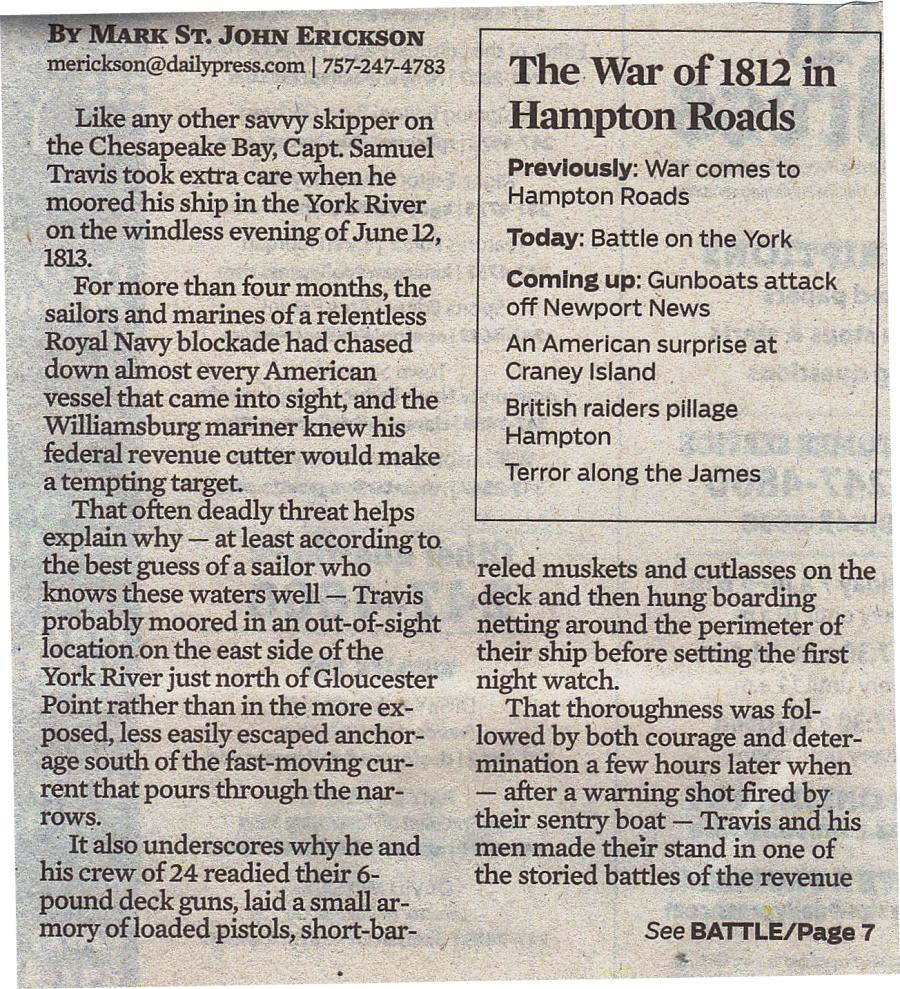 BY MARK ST. JOHN ERICKSON
merickson@dailypress.com | 757-247-4783
Like any other savvy skipper on
the Chesapeake Bay, Capt. Samuel
Travis took extra care when he
moored his ship in the York River
on the windless evening of June 12,
1813.
For more than four months, the
sailors and marines of a relentless
Royal Navy blockade had chased
down almost every American
vessel that came into sight, and the
Williamsburg mariner knew his
federal revenue cutter would make
a tempting target.
That often deadly threat helps
explain why — at least according to
the best guess of a sailor who
knows these waters well — Travis
probably moored in an out-of-sight
location on the east side of the
York River just north of Gloucester
Point rather than in the more ex-
posed, less easily escaped anchor-
age south of the fast-moving cur-
rent that pours through the nar-
rows.
It also underscores why he and
his crew of 24 readied their 6-
pound deck guns, laid a small ar-
mory of loaded pistols, short-bar-
The War of 1812 in
Hampton Roads
Previously: War comes to
Hampton Roads
Today: Battle on the York
Coming up: Gunboats attack
off Newport News
An American surprise at
Craney Island
British raiders pillage
Hampton
Terror along the James
reled muskets and cutlasses on the
deck and then hung boarding
netting around the perimeter of
their ship before setting the first
night watch.
That thoroughness was fol-
lowed by both courage and deter-
mination a few hours later when
— after a warning shot fired by
their sentry boat — Travis and his
men made their stand in one of
the storied battles of the revenue
See BATTLE/Page 7